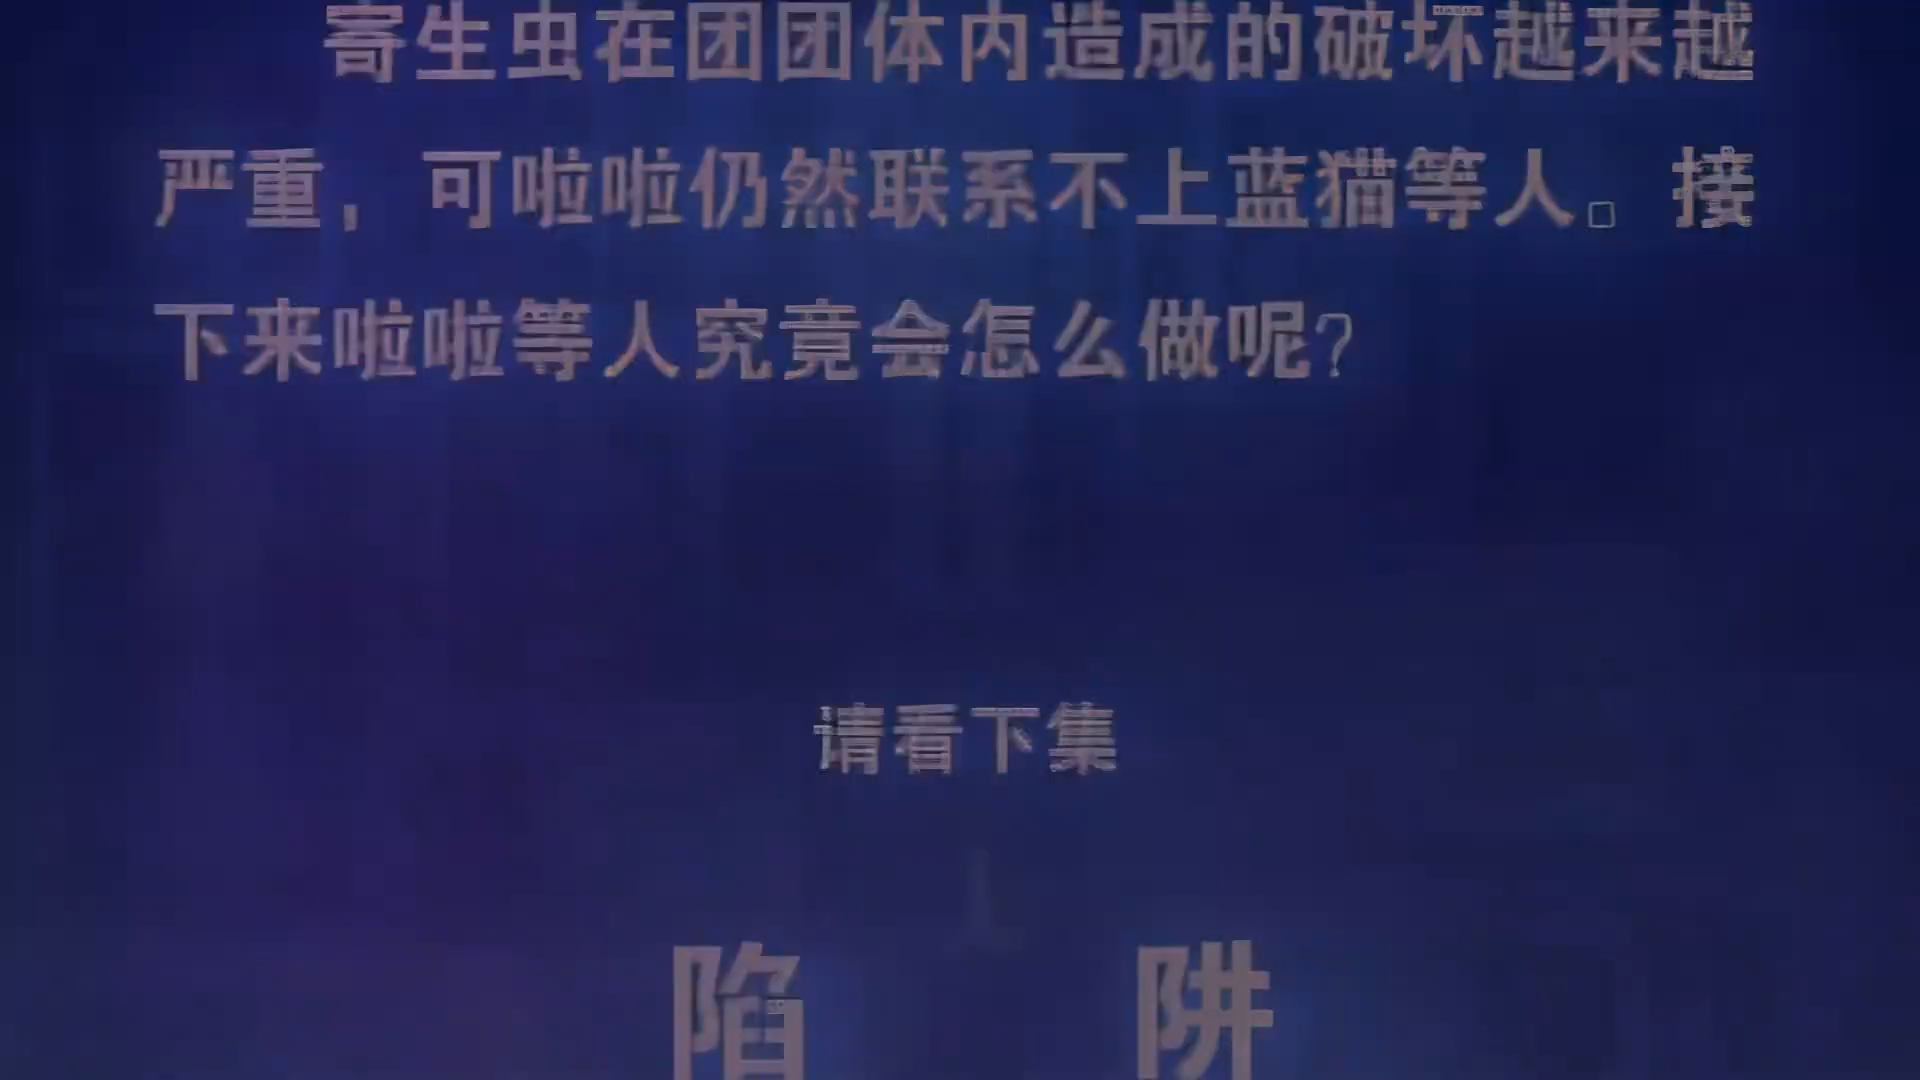 寄生虫在团团体内造成的破坏越来越
严重，可啦啦仍然联系不上蓝猫等人。接
下来啦啦等人究竟会怎么做呢？
请看下集
陷 阱